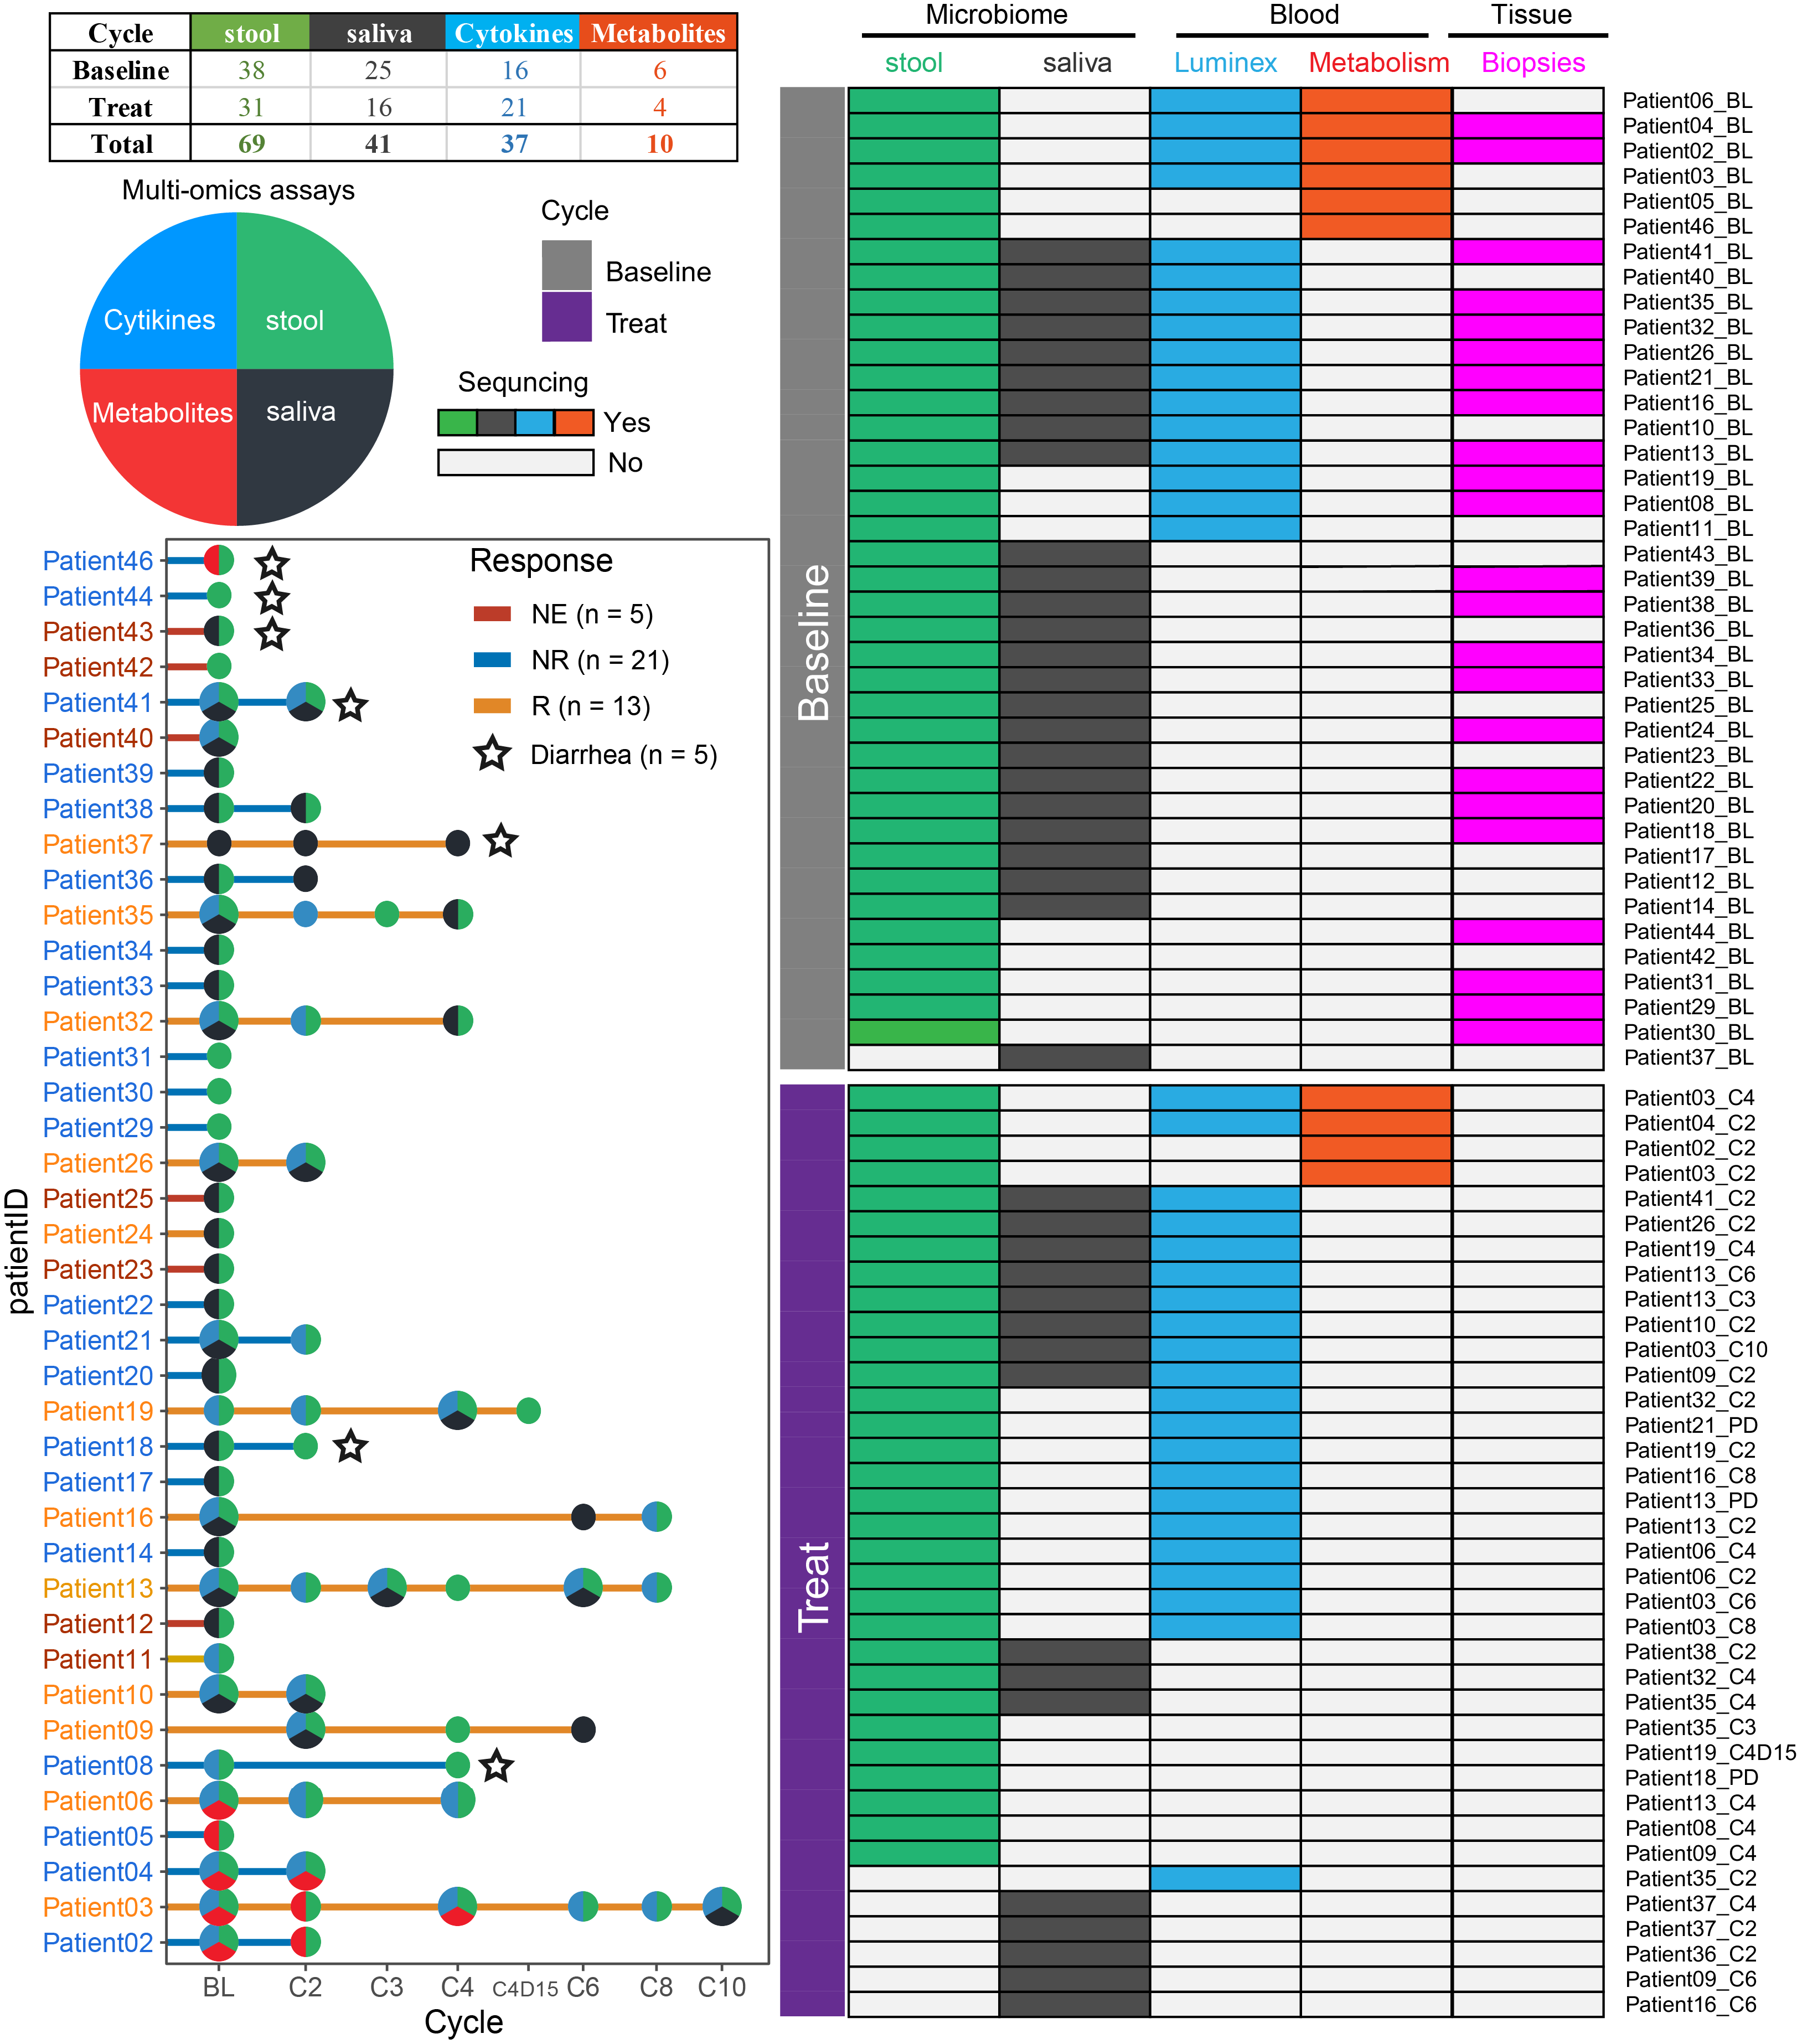 Cycle stool saliva Cytokines Metabolites
Baseline 38 25 16 6
Treat 31 16 21 4
Total 69 41 37 10
Multi-omics assays
Cytikines stool
Metabolites saliva
Cycle
Baseline
Treat
Sequncing
Yes
No
Response
NE (n = 5)
NR (n = 21)
R (n = 13)
Diarrhea (n = 5)
patientID
Patient46
Patient44
Patient43
Patient42
Patient41
Patient40
Patient39
Patient38
Patient37
Patient36
Patient35
Patient34
Patient33
Patient32
Patient31
Patient30
Patient29
Patient26
Patient25
Patient24
Patient23
Patient22
Patient21
Patient20
Patient19
Patient18
Patient17
Patient16
Patient14
Patient13
Patient12
Patient11
Patient10
Patient09
Patient08
Patient06
Patient05
Patient04
Patient03
Patient02
BL C2 C3 C4 C4D15 C6 C8 C10
Cycle
Microbiome Blood Tissue
stool saliva Luminex Metabolism Biopsies
Baseline
Patient06_BL
Patient04_BL
Patient02_BL
Patient03_BL
Patient05_BL
Patient46_BL
Patient41_BL
Patient40_BL
Patient35_BL
Patient32_BL
Patient26_BL
Patient21_BL
Patient16_BL
Patient10_BL
Patient13_BL
Patient19_BL
Patient08_BL
Patient11_BL
Patient43_BL
Patient39_BL
Patient38_BL
Patient36_BL
Patient34_BL
Patient33_BL
Patient25_BL
Patient24_BL
Patient23_BL
Patient22_BL
Patient20_BL
Patient18_BL
Patient17_BL
Patient12_BL
Patient14_BL
Patient44_BL
Patient42_BL
Patient31_BL
Patient29_BL
Patient30_BL
Patient37_BL
Treat
Patient03_C4
Patient04_C2
Patient02_C2
Patient03_C2
Patient41_C2
Patient26_C2
Patient19_C4
Patient13_C6
Patient13_C3
Patient10_C2
Patient03_C10
Patient09_C2
Patient32_C2
Patient21_PD
Patient19_C2
Patient16_C8
Patient13_PD
Patient13_C2
Patient06_C4
Patient06_C2
Patient03_C6
Patient03_C8
Patient38_C2
Patient32_C4
Patient35_C4
Patient35_C3
Patient19_C4D15
Patient18_PD
Patient13_C4
Patient08_C4
Patient09_C4
Patient35_C2
Patient37_C4
Patient37_C2
Patient36_C2
Patient09_C6
Patient16_C6